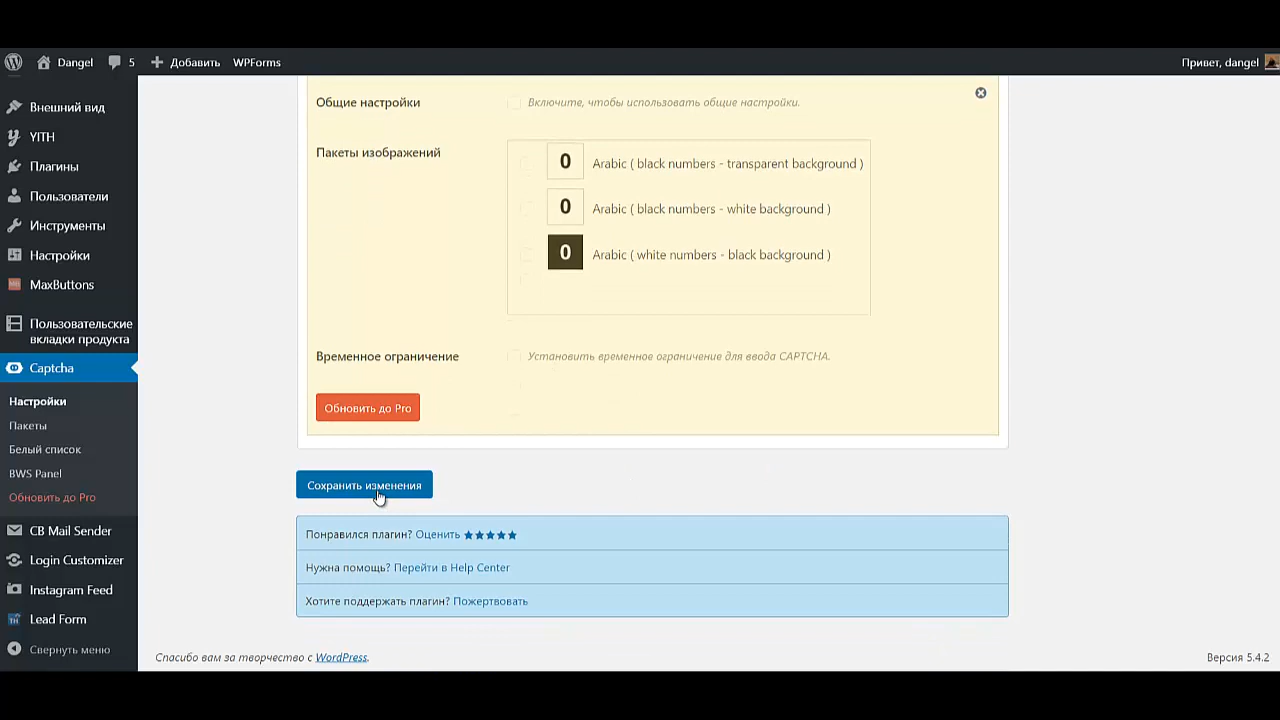 Dangel 5 Добавить WPForms Привет, dangel
Внешний вид
YITH
Плагины
Пользователи
Инструменты
Настройки
MaxButtons
Пользовательские
вкладки продукта
Captcha
Настройки
Пакеты
Белый список
BWS Panel
Обновить до Pro
CB Mail Sender
Login Customizer
Instagram Feed
Lead Form
Свернуть меню
Общие настройки Включите, чтобы использовать общие настройки.
Пакеты изображений
0 Arabic ( black numbers - transparent background )
0 Arabic ( black numbers - white background )
0 Arabic ( white numbers - black background )
Временное ограничение Установить временное ограничение для ввода CAPTCHA.
Обновить до Pro
Сохранить изменения
Понравился плагин? Оценить
Нужна помощь? Перейти в Help Center
Хотите поддержать плагин? Пожертвовать
Спасибо вам за творчество с WordPress. Версия 5.4.2